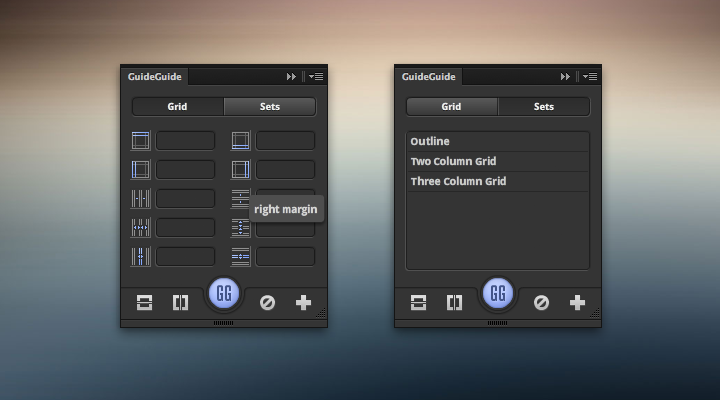 GuideGuide
Grid
Sets
right margin
GG
GuideGuide
Grid
Sets
Outline
Two Column Grid
Three Column Grid
GG